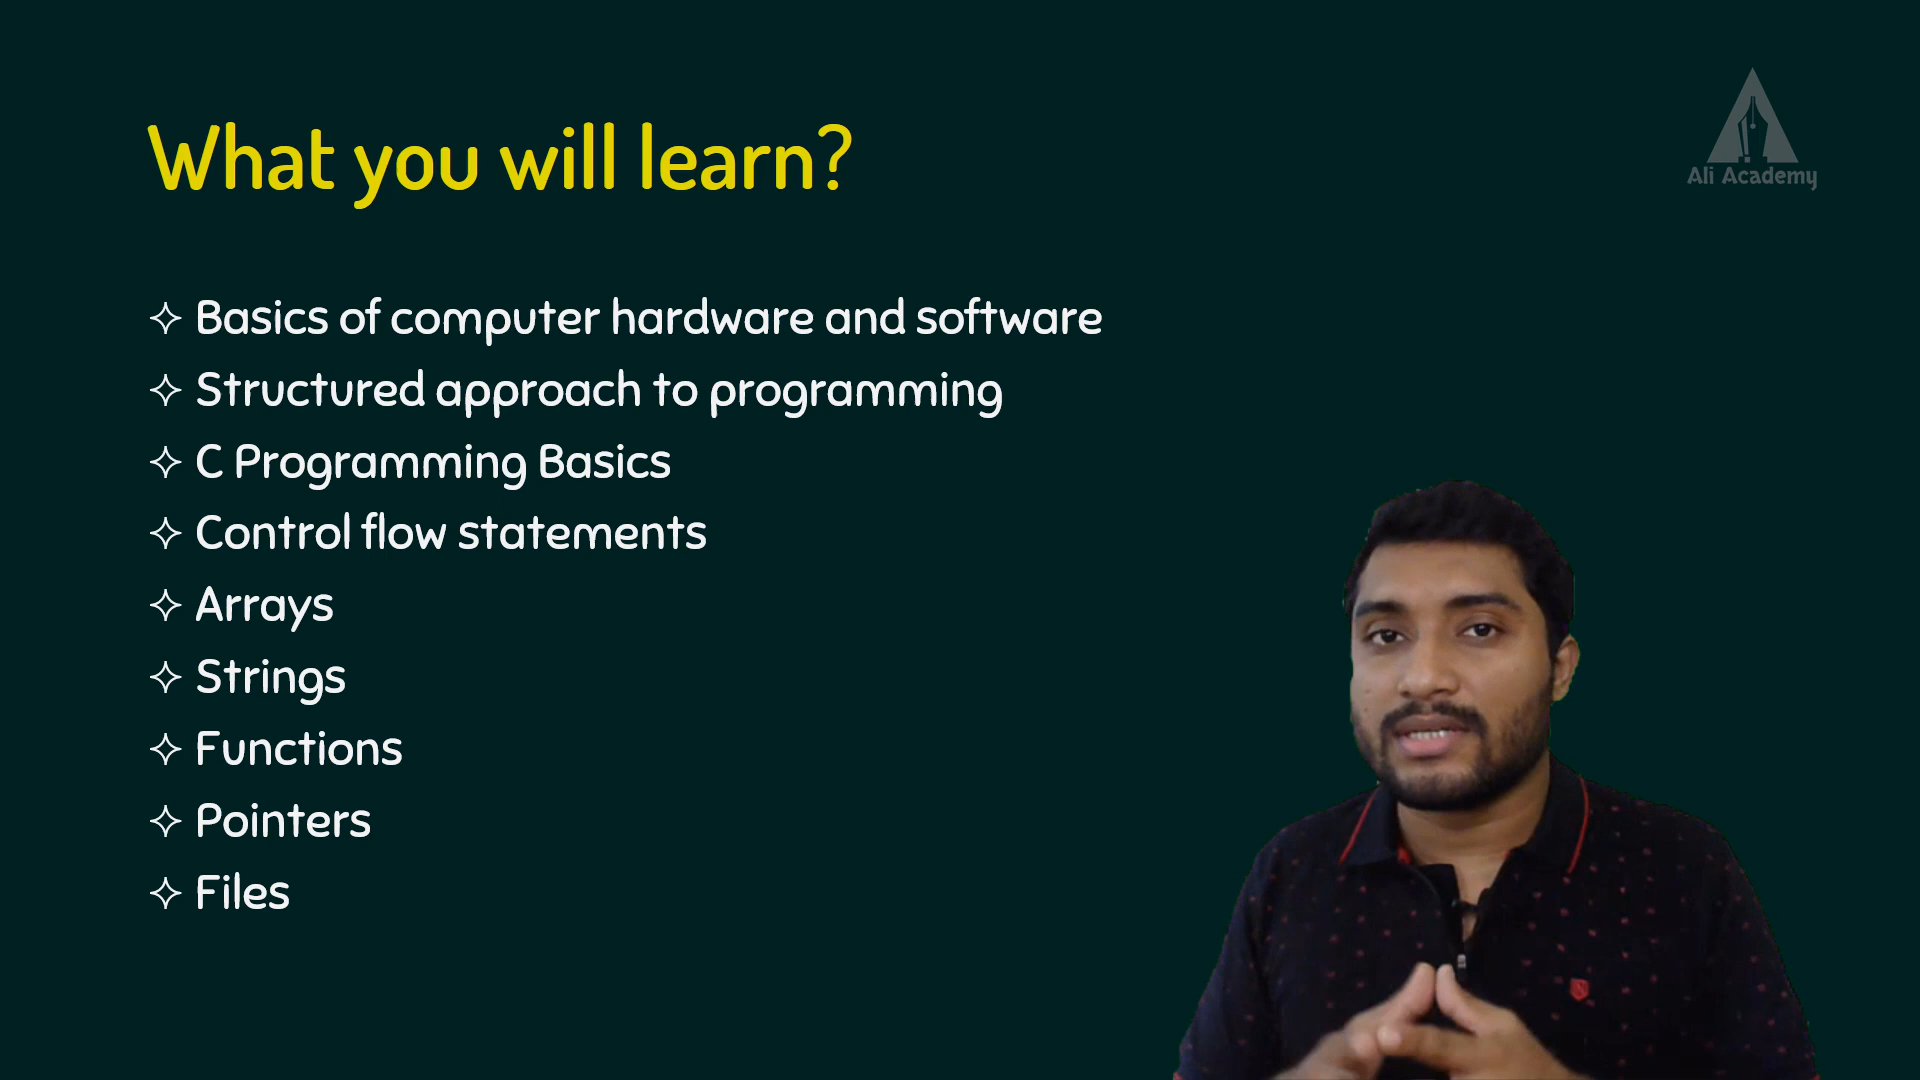 What you will learn?
Ali Academy
✧ Basics of computer hardware and software
✧ Structured approach to programming
✧ C Programming Basics
✧ Control flow statements
✧ Arrays
✧ Strings
✧ Functions
✧ Pointers
✧ Files